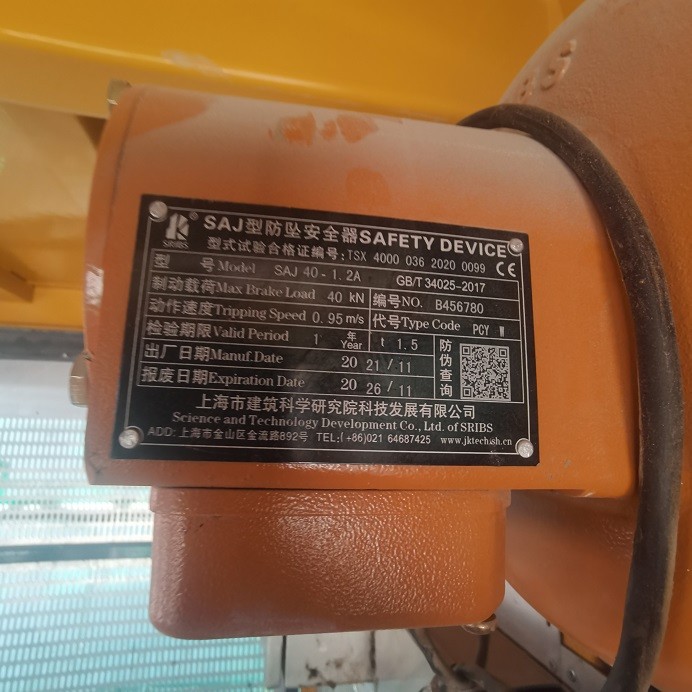 SRIBS
SAJ型防坠安全器SAFETY DEVICE
型式试验合格证编号:TSX 4000 036 2020 0099 CE
型 号Model SAJ 40-1.2A GB/T 34025-2017
制动载荷Max Brake Load 40 kN 编号NO. B456780
动作速度Tripping Speed 0.95 m/s 代号Type Code PCY W
检验期限Valid Period 1 年 Year t 1.5 防伪查询
出厂日期Manuf.Date 20 21 / 11
报废日期Expiration Date 20 26 / 11
上海市建筑科学研究院科技发展有限公司
Science and Technology Development Co., Ltd. of SRIBS
ADD: 上海市金山区金流路892号 TEL:(+86)021 64687425 www.jktech.sh.cn